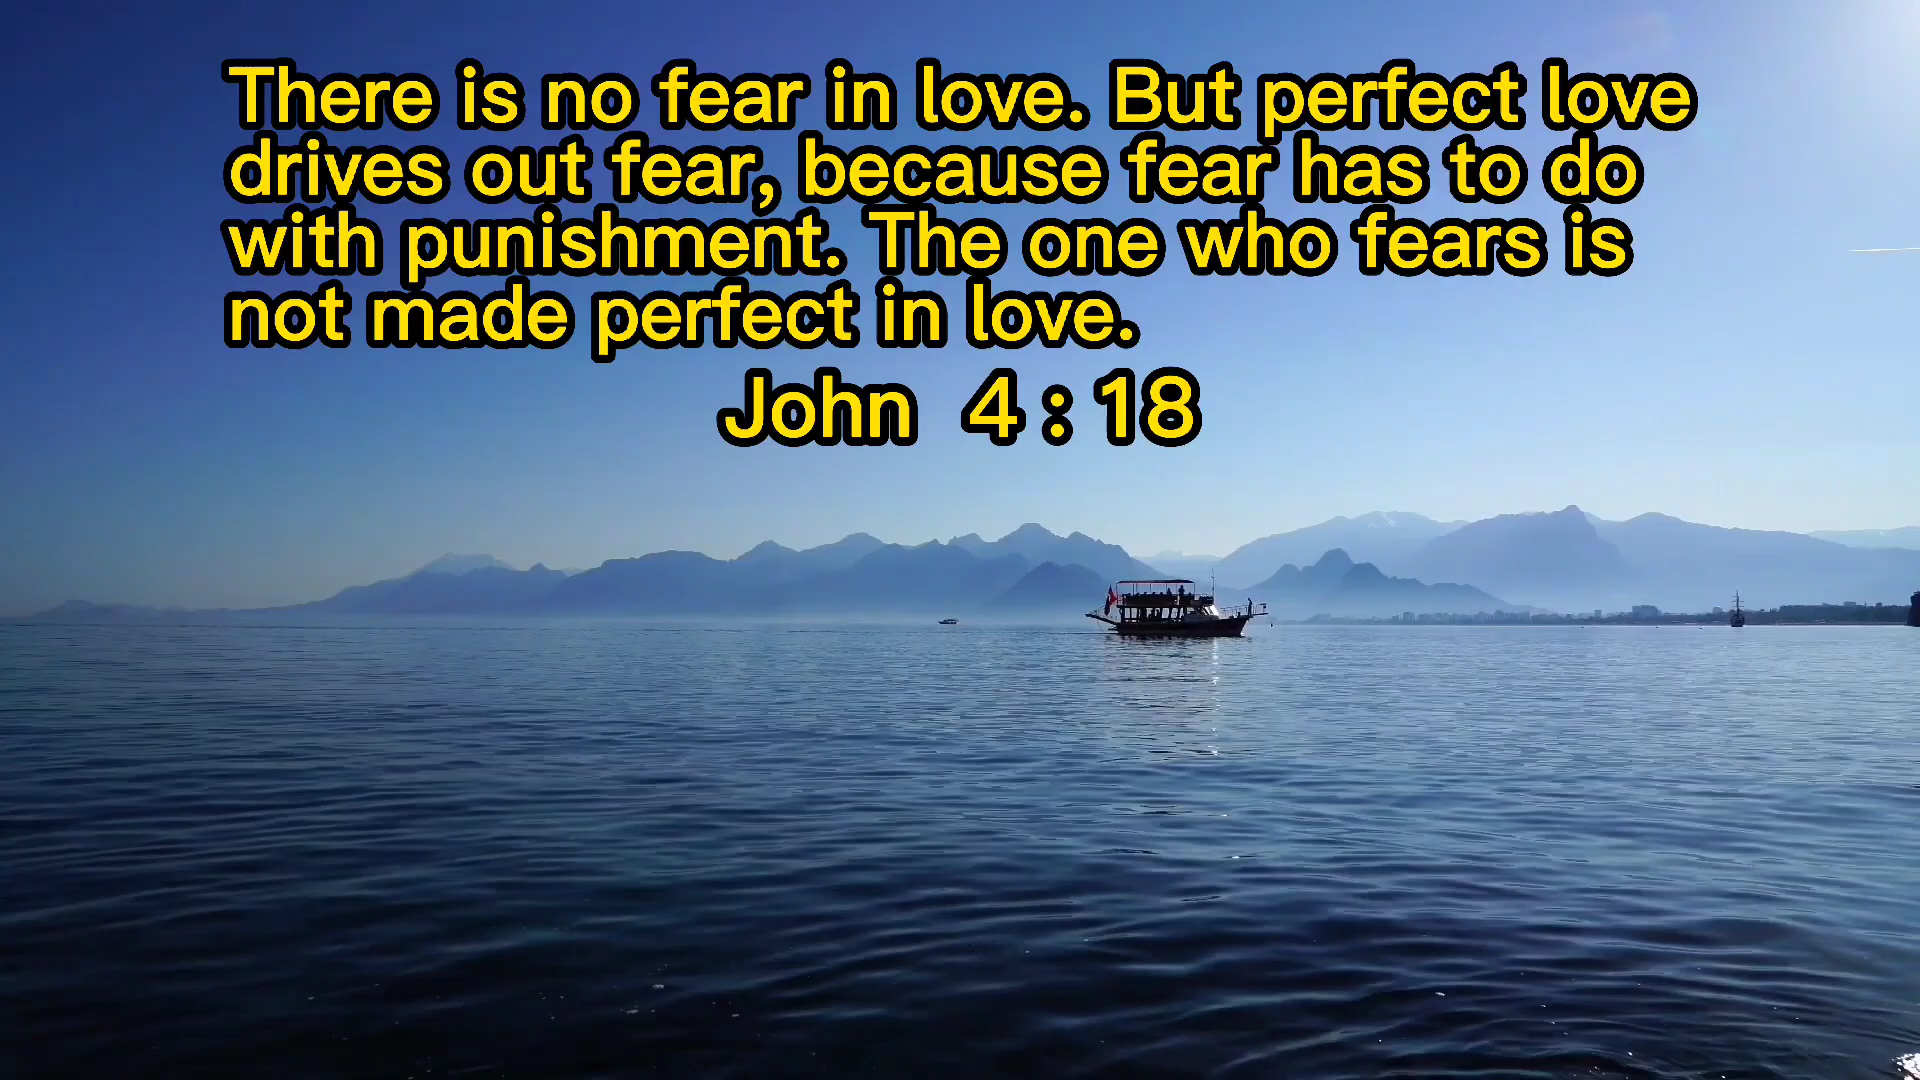 There is no fear in love. But perfect love
drives out fear, because fear has to do
with punishment. The one who fears is
not made perfect in love.
John 4 : 18